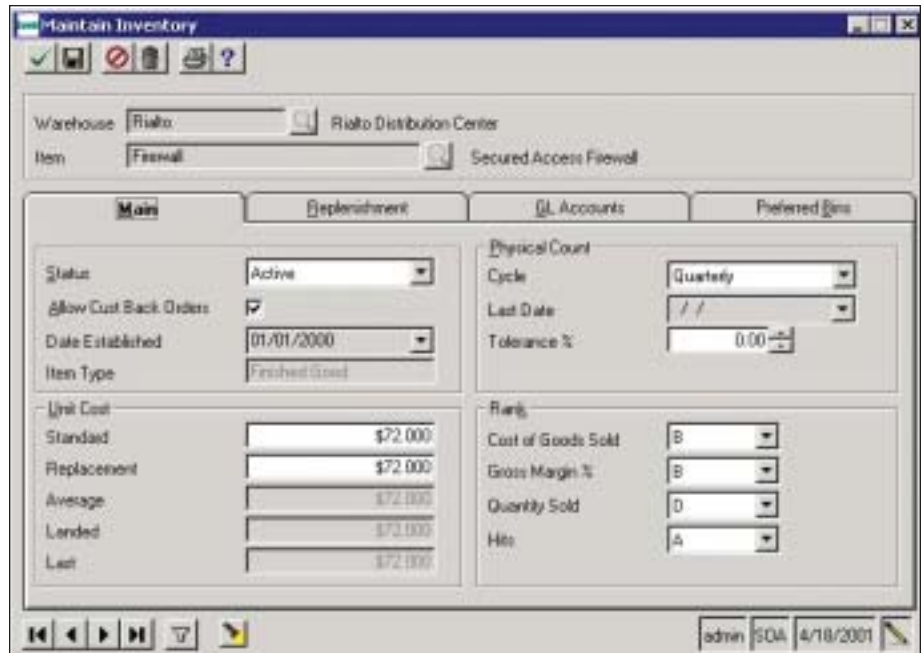 Maintain Inventory
Warehouse Rialto Rialto Distribution Center
Item Firewall Secured Access Firewall
Main Replenishment GL Accounts Preferred Bins
Status Active
Allow Cust Back Orders
Date Established 01/01/2000
Item Type Finished Good
Physical Count
Cycle Quarterly
Last Date / /
Tolerance % 0.00
Unit Cost
Standard $72.000
Replacement $72.000
Average $72.000
Landed $72.000
Last $72.000
Rank
Cost of Goods Sold B
Gross Margin % B
Quantity Sold D
Hits A
admin SOA 4/18/2001